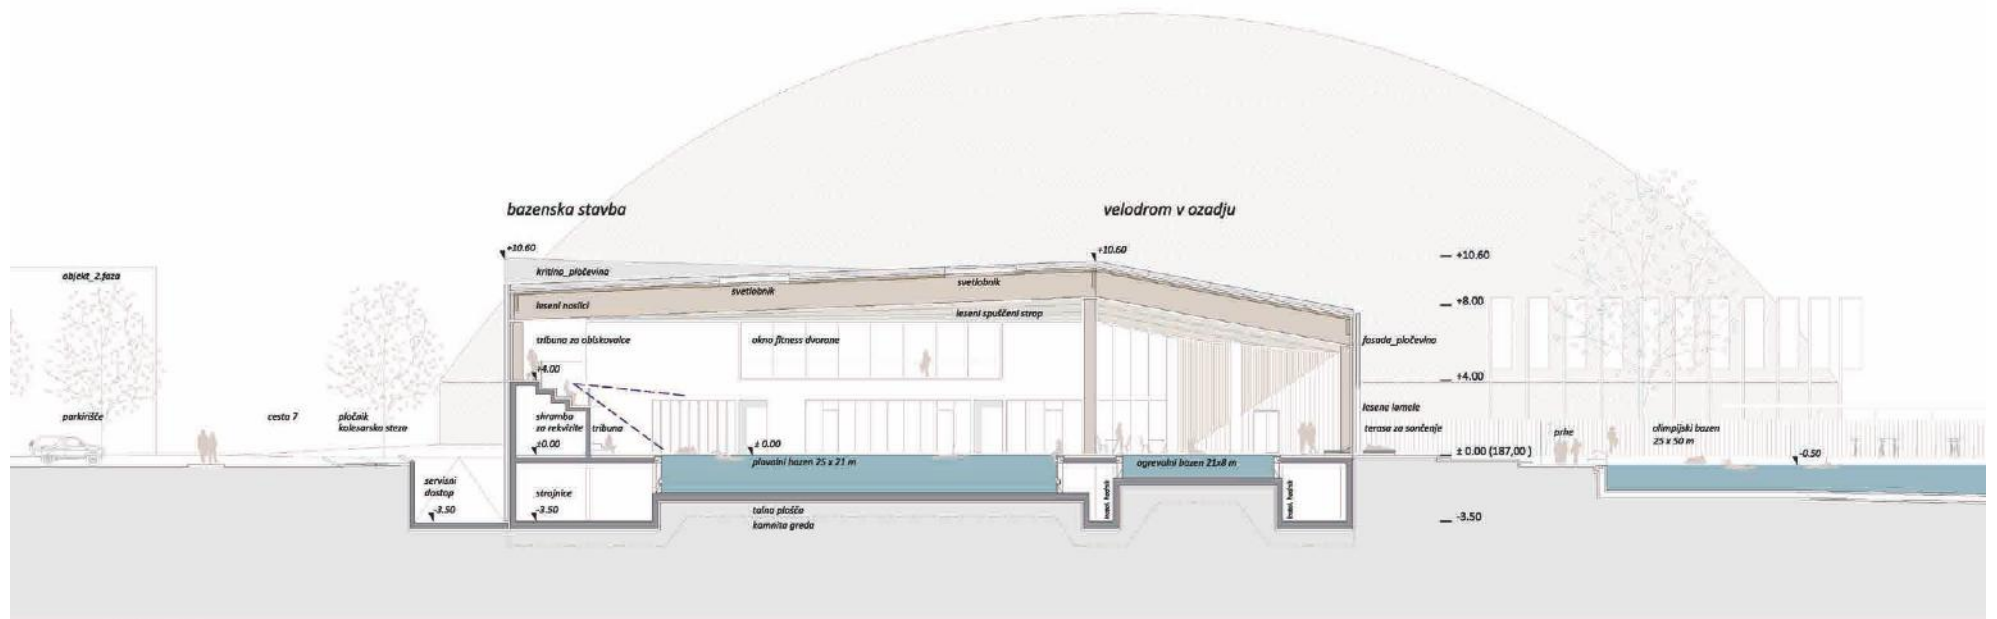 bazenska stavba
velodrom v ozadju
+10.60
+10.60
+10.60
objekt_2.faza
kritina_pločevina
svetlobnik
svetlobnik
leseni nosilci
+8.00
leseni spuščeni strop
tribuna za obiskovalce
okno fitness dvorane
fasada_pločevina
+4.00
+4.00
parkirišče
cesta 7
pločnik
kolesarska steza
shramba
za rekvizite
tribuna
lesene lamele
terasa za sončenje
prhe
olimpijski bazen
25 x 50 m
±0.00
± 0.00
± 0.00 (187,00 )
-0.50
plavalni bazen 25 x 21 m
ogrevalni bazen 21x8 m
servisni
dostop
-3.50
strojnice
-3.50
talna plošča
kamnita greda
-3.50